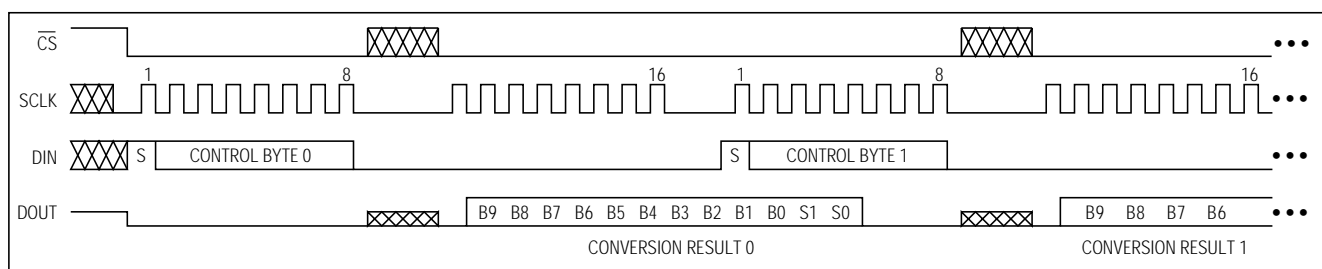 CS
1 8 16 1 8 16
SCLK
DIN S CONTROL BYTE 0 S CONTROL BYTE 1
DOUT B9 B8 B7 B6 B5 B4 B3 B2 B1 B0 S1 S0 B9 B8 B7 B6
CONVERSION RESULT 0 CONVERSION RESULT 1